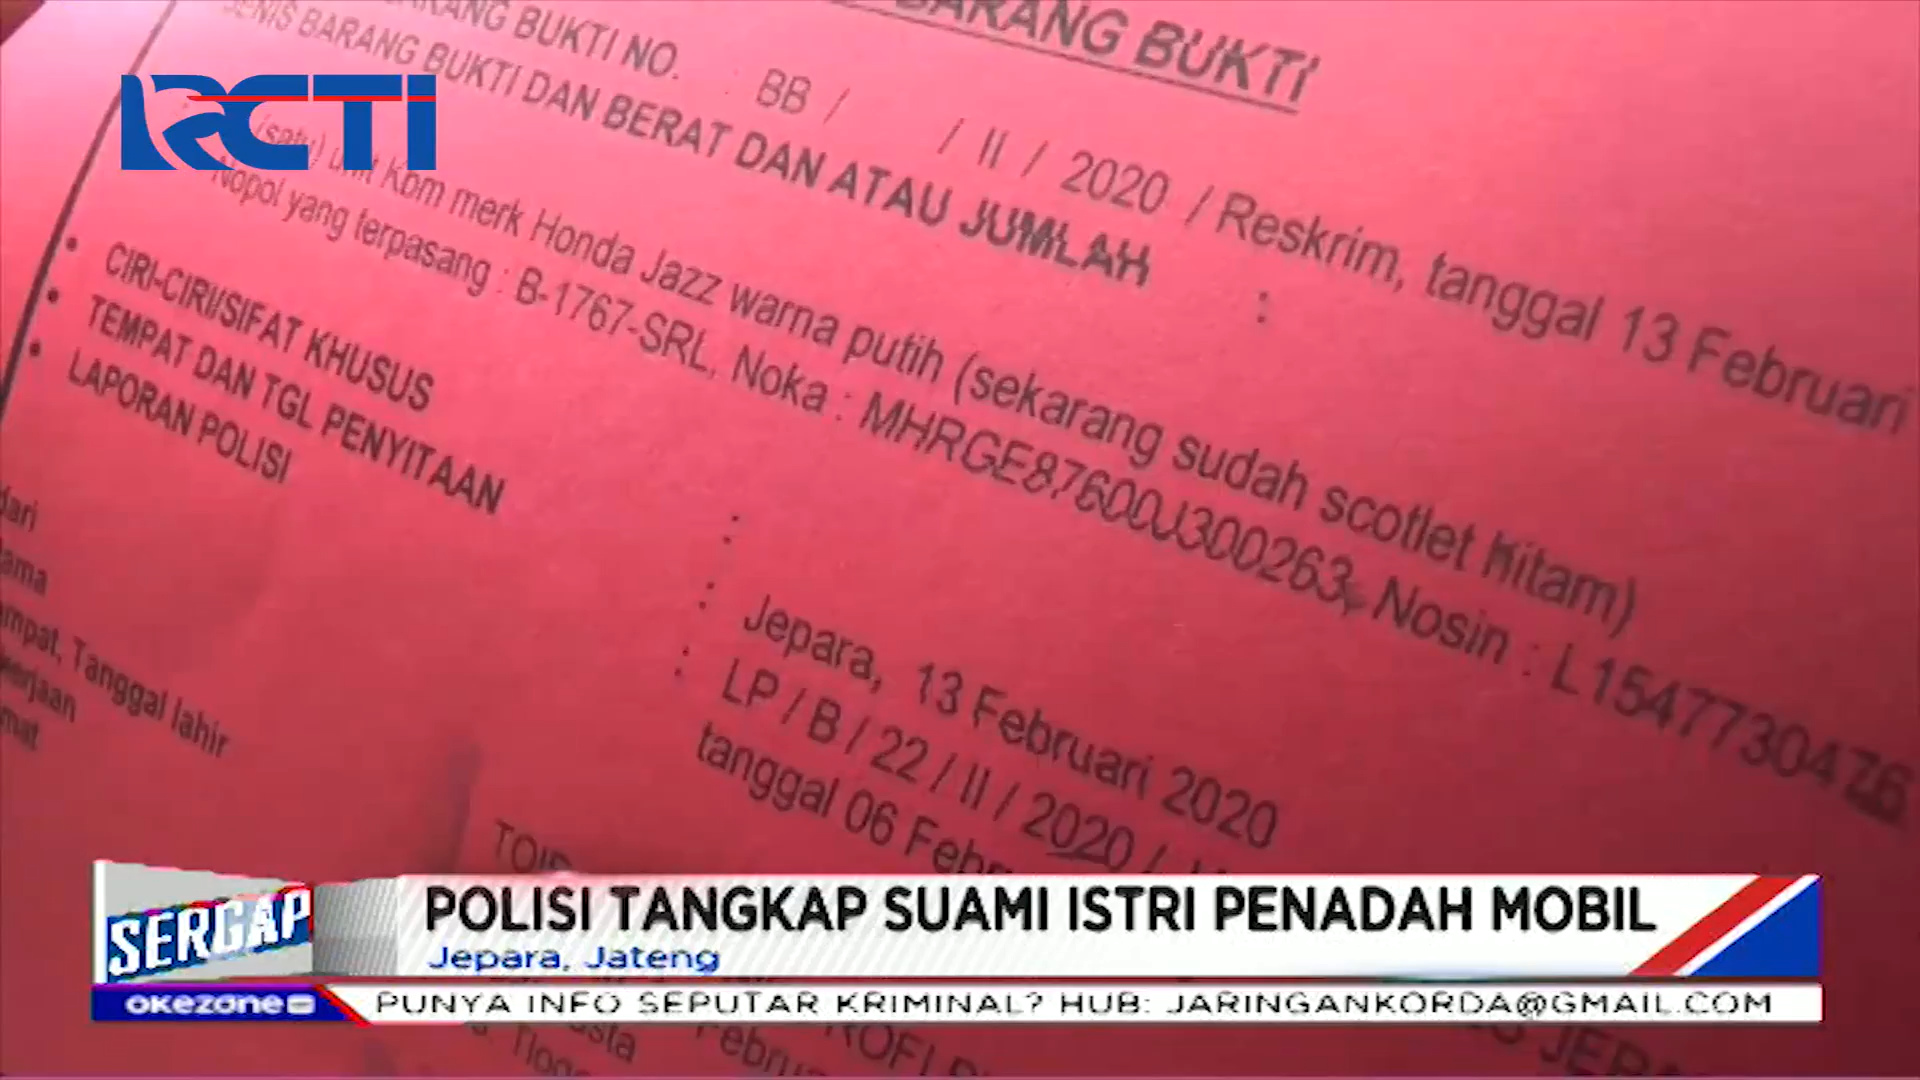 BARANG BUKTI
BARANG BUKTI NO.
BB / / II / 2020 / Reskrim, tanggal 13 Februari
JENIS BARANG BUKTI DAN BERAT DAN ATAU JUMLAH :
(satu) unit Kbm merk Honda Jazz warna putih (sekarang sudah scotlet Hitam)
Nopol yang terpasang : B-1767-SRL, Noka : MHRGE8760DJ300263, Nosin :
• CIRI-CIRI/SIFAT KHUSUS :
• TEMPAT DAN TGL PENYITAAN : Jepara, 13 Februari 2020
• LAPORAN POLISI : LP / B / 22 / II / 2020 /
tanggal 06
dari
Tanggal lahir
RCTI
SERGAP
POLISI TANGKAP SUAMI ISTRI PENADAH MOBIL
Jepara, Jateng
okezone
PUNYA INFO SEPUTAR KRIMINAL? HUB: JARINGANKORDA@GMAIL.COM